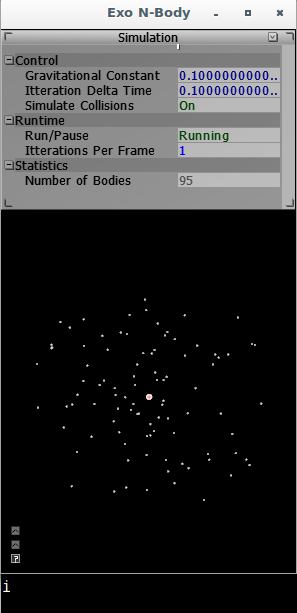 Exo N-Body
Simulation
Control
Gravitational Constant 0.1000000000..
Itteration Delta Time 0.1000000000..
Simulate Collisions On
Runtime
Run/Pause Running
Itterations Per Frame 1
Statistics
Number of Bodies 95
?
i